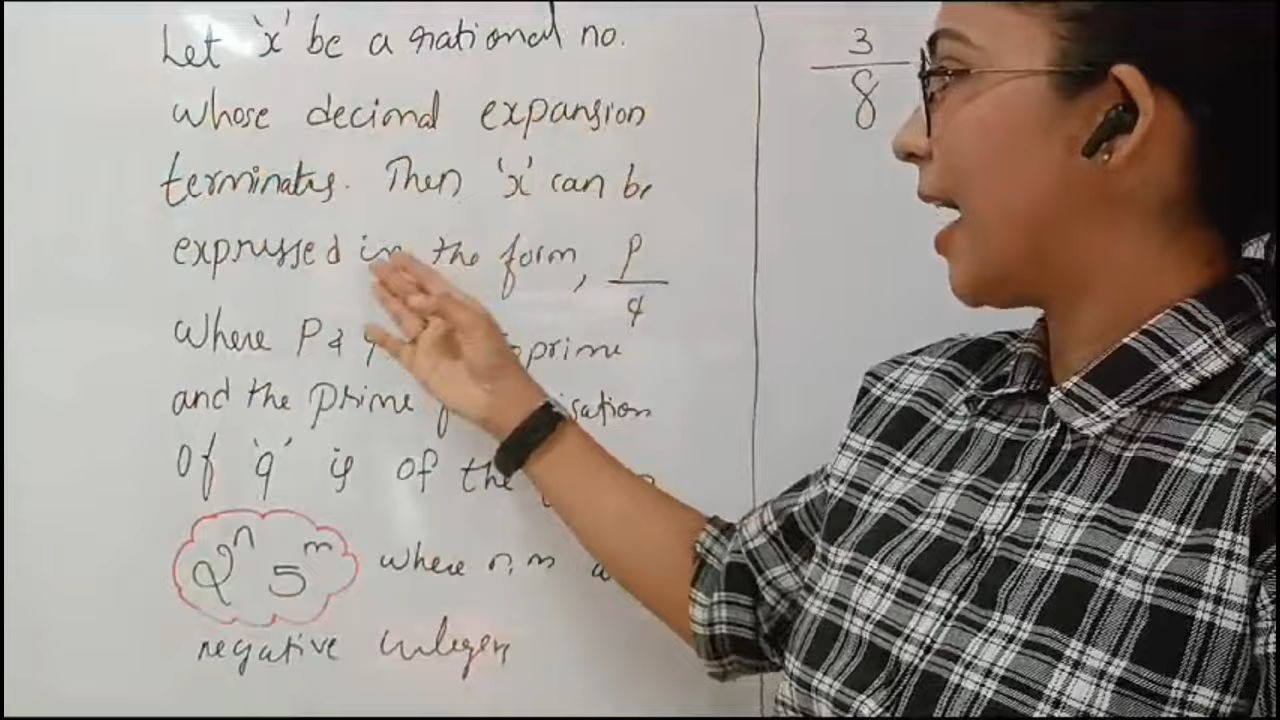 Let 'x' be a rational no.
whose decimal expansion
terminates. Then 'x' can be
expressed in the form, p/q
where P & q prime
and the prime
Of 'q' is of the
2^n 5^m where n, m
negative integers
3/8